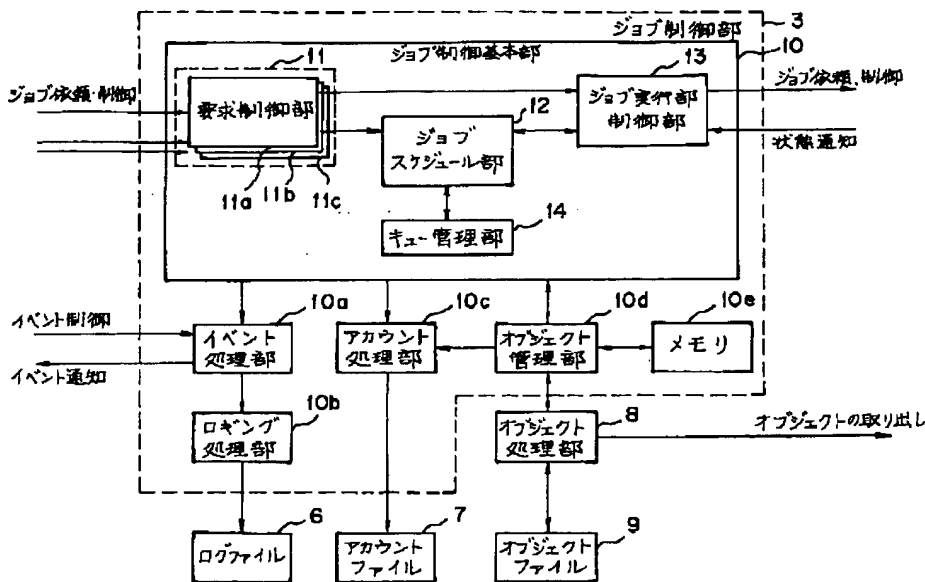 ジョブ制御部
3
ジョブ制御基本部
10
11
13
ジョブ依頼・制御
要求制御部
12
ジョブ実行部
制御部
ジョブ依頼、制御
ジョブ
スケジュール部
状態通知
11a
11b
11c
14
キュー管理部
10a
10c
10d
10e
イベント制御
イベント
処理部
アカウント
処理部
オブジェクト
管理部
メモリ
イベント通知
10b
8
ロギング
処理部
オブジェクト
処理部
オブジェクトの取り出し
6
7
9
ログファイル
アカウント
ファイル
オブジェクト
ファイル